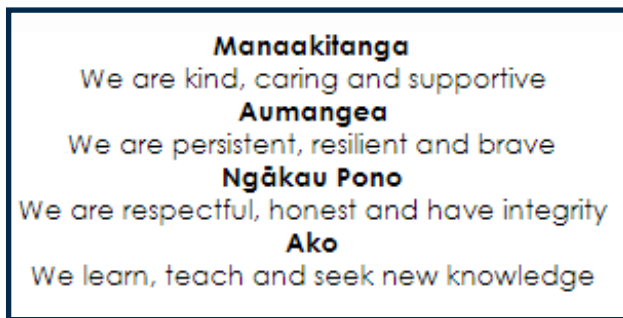 Manaakitanga
We are kind, caring and supportive
Aumangea
We are persistent, resilient and brave
Ngākau Pono
We are respectful, honest and have integrity
Ako
We learn, teach and seek new knowledge